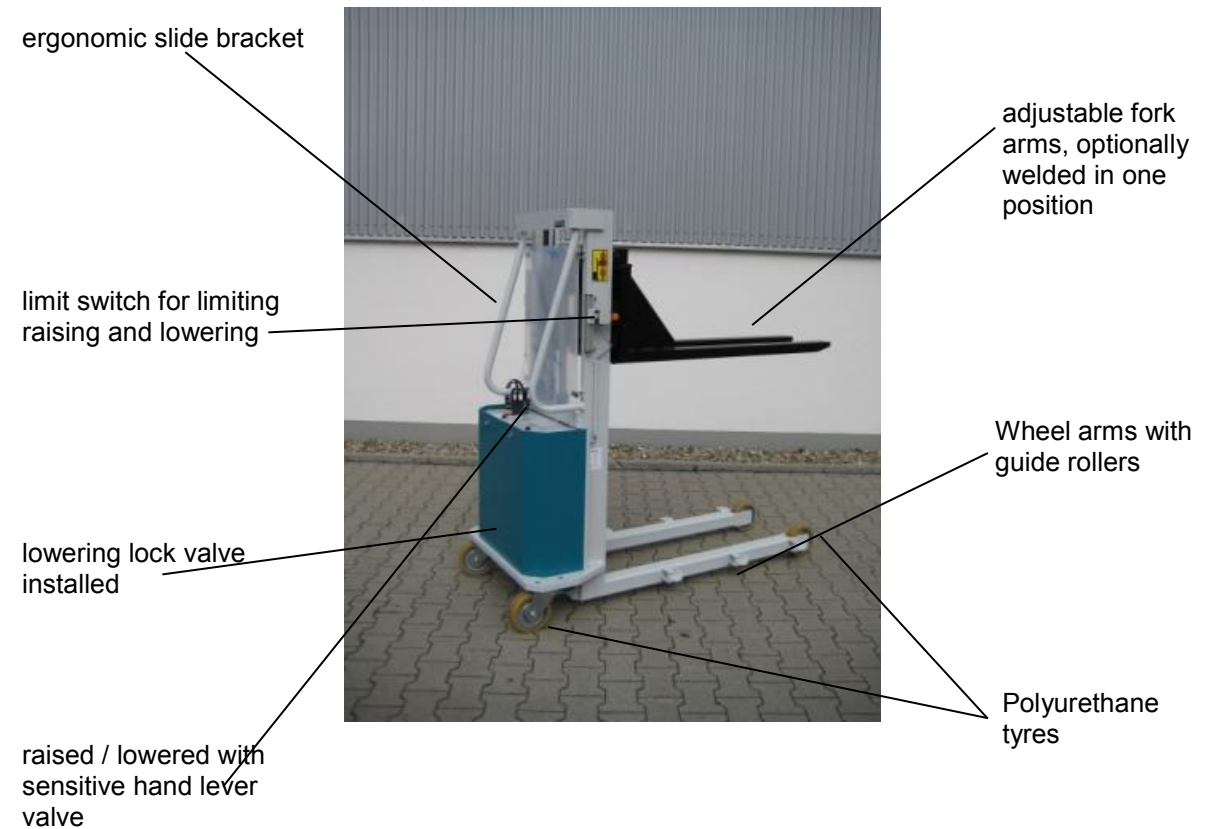 ergonomic slide bracket
limit switch for limiting
raising and lowering
lowering lock valve
installed
raised / lowered with
sensitive hand lever
valve
adjustable fork
arms, optionally
welded in one
position
Wheel arms with
guide rollers
Polyurethane
tyres